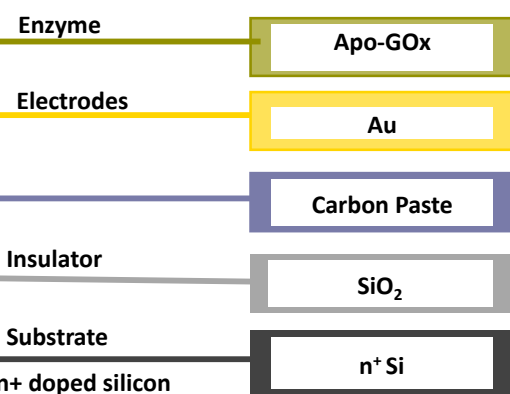 Enzyme
Apo-GOx
Electrodes
Au
Carbon Paste
Insulator
SiO₂
Substrate
n⁺ Si
n+ doped silicon